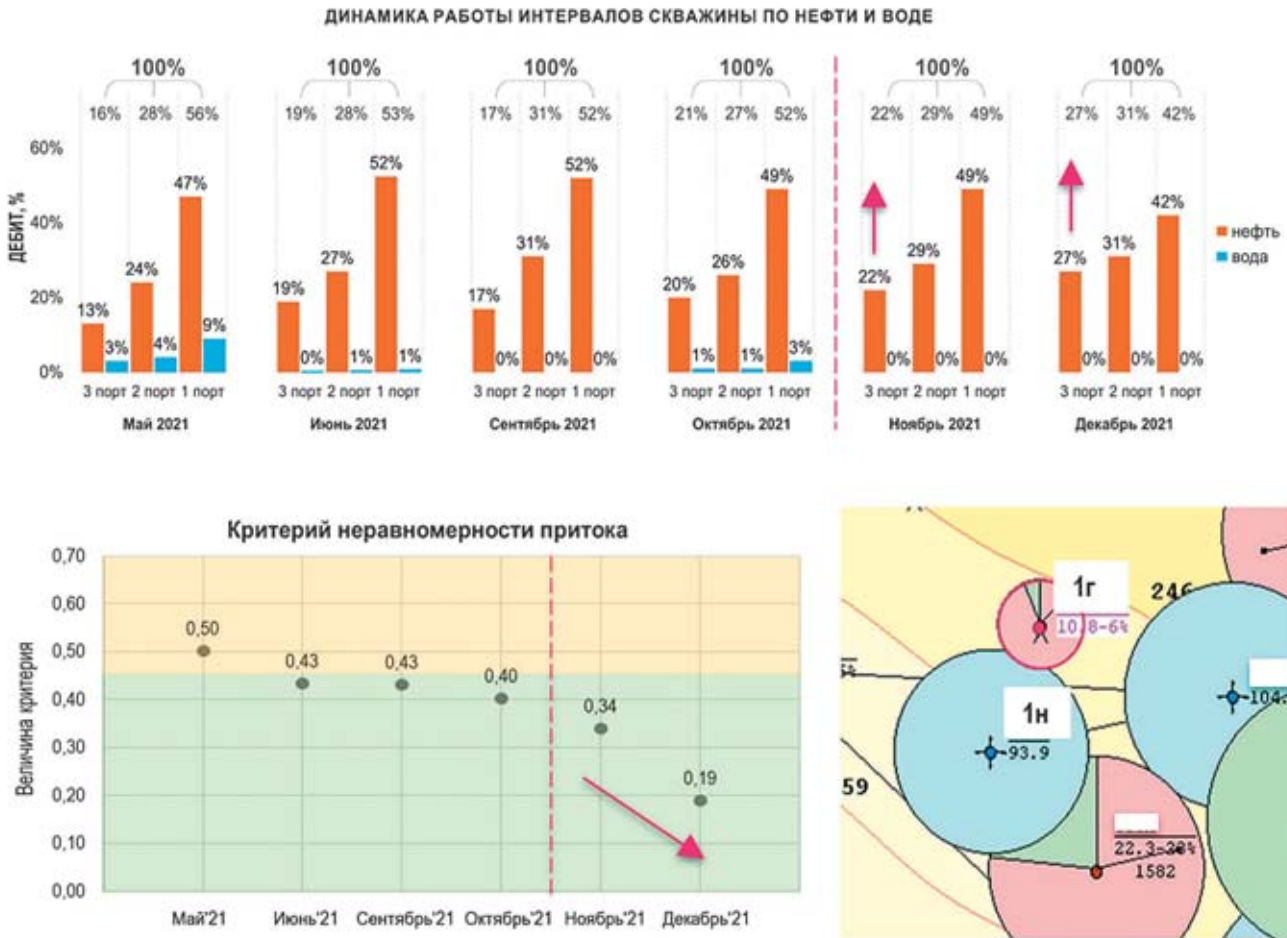 ДИНАМИКА РАБОТЫ ИНТЕРВАЛОВ СКВАЖИНЫ ПО НЕФТИ И ВОДЕ
100% 100% 100% 100% 100% 100%
16% 28% 56% 19% 28% 53% 17% 31% 52% 21% 27% 52% 22% 29% 49% 27% 31% 42%
ДЕБИТ, %
60%
40%
20%
0%
13% 3% 24% 4% 47% 9%
19% 0% 27% 1% 52% 1%
17% 0% 31% 0% 52% 0%
20% 1% 26% 1% 49% 3%
22% 0% 29% 0% 49% 0%
27% 0% 31% 0% 42% 0%
нефть
вода
3 порт 2 порт 1 порт 3 порт 2 порт 1 порт 3 порт 2 порт 1 порт 3 порт 2 порт 1 порт 3 порт 2 порт 1 порт 3 порт 2 порт 1 порт
Май 2021 Июнь 2021 Сентябрь 2021 Октябрь 2021 Ноябрь 2021 Декабрь 2021
Критерий неравномерности притока
Величина критерия
0,70
0,60
0,50
0,40
0,30
0,20
0,10
0,00
0,50 0,43 0,43 0,40 0,34 0,19
Май'21 Июнь'21 Сентябрь'21 Октябрь'21 Ноябрь'21 Декабрь'21
1г
10,8-6%
246
1н
93.9
104.
59
22.3-28%
1582